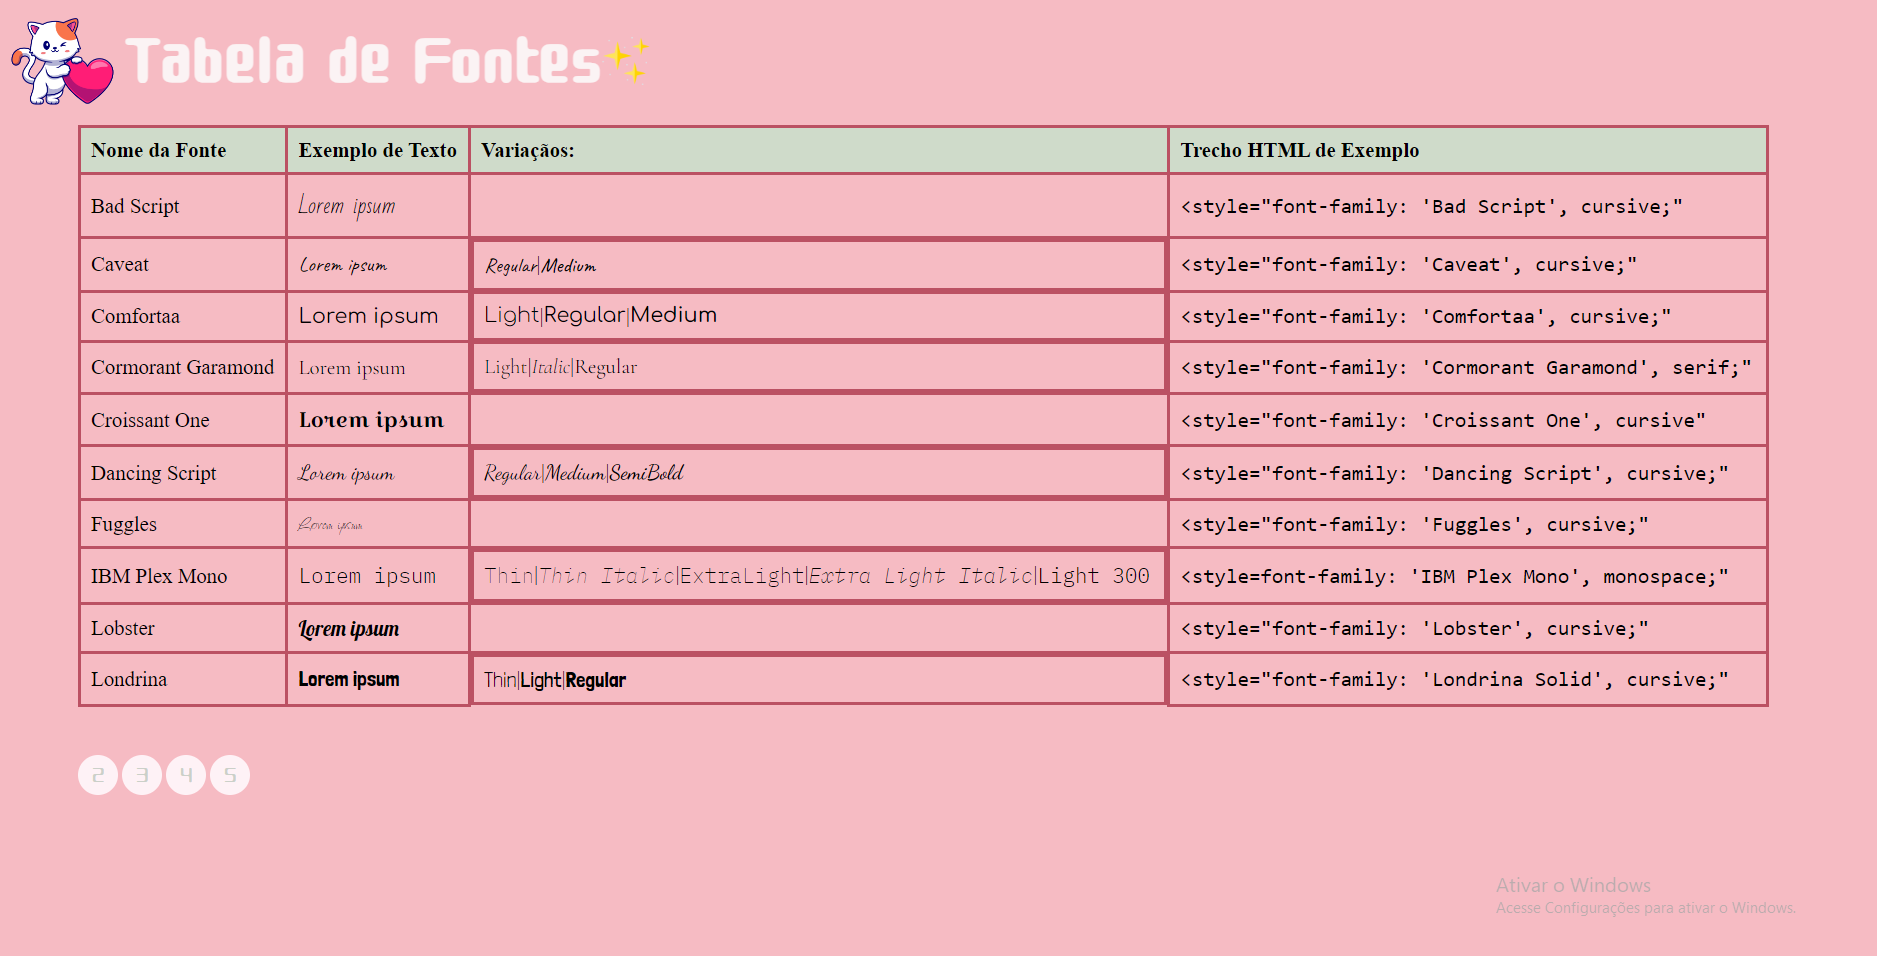 Tabela de Fontes✨
Nome da Fonte Exemplo de Texto Variaçãos: Trecho HTML de Exemplo
Bad Script Lorem ipsum <style="font-family: 'Bad Script', cursive;"
Caveat Lorem ipsum Regular|Medium <style="font-family: 'Caveat', cursive;"
Comfortaa Lorem ipsum Light|Regular|Medium <style="font-family: 'Comfortaa', cursive;"
Cormorant Garamond Lorem ipsum Light|Italic|Regular <style="font-family: 'Cormorant Garamond', serif;"
Croissant One Lorem ipsum <style="font-family: 'Croissant One', cursive"
Dancing Script Lorem ipsum Regular|Medium|SemiBold <style="font-family: 'Dancing Script', cursive;"
Fuggles Lorem ipsum <style="font-family: 'Fuggles', cursive;"
IBM Plex Mono Lorem ipsum Thin|Thin Italic|ExtraLight|Extra Light Italic|Light 300 <style=font-family: 'IBM Plex Mono', monospace;"
Lobster Lorem ipsum <style="font-family: 'Lobster', cursive;"
Londrina Lorem ipsum Thin|Light|Regular <style="font-family: 'Londrina Solid', cursive;"
2 3 4 5
Ativar o Windows
Acesse Configurações para ativar o Windows.